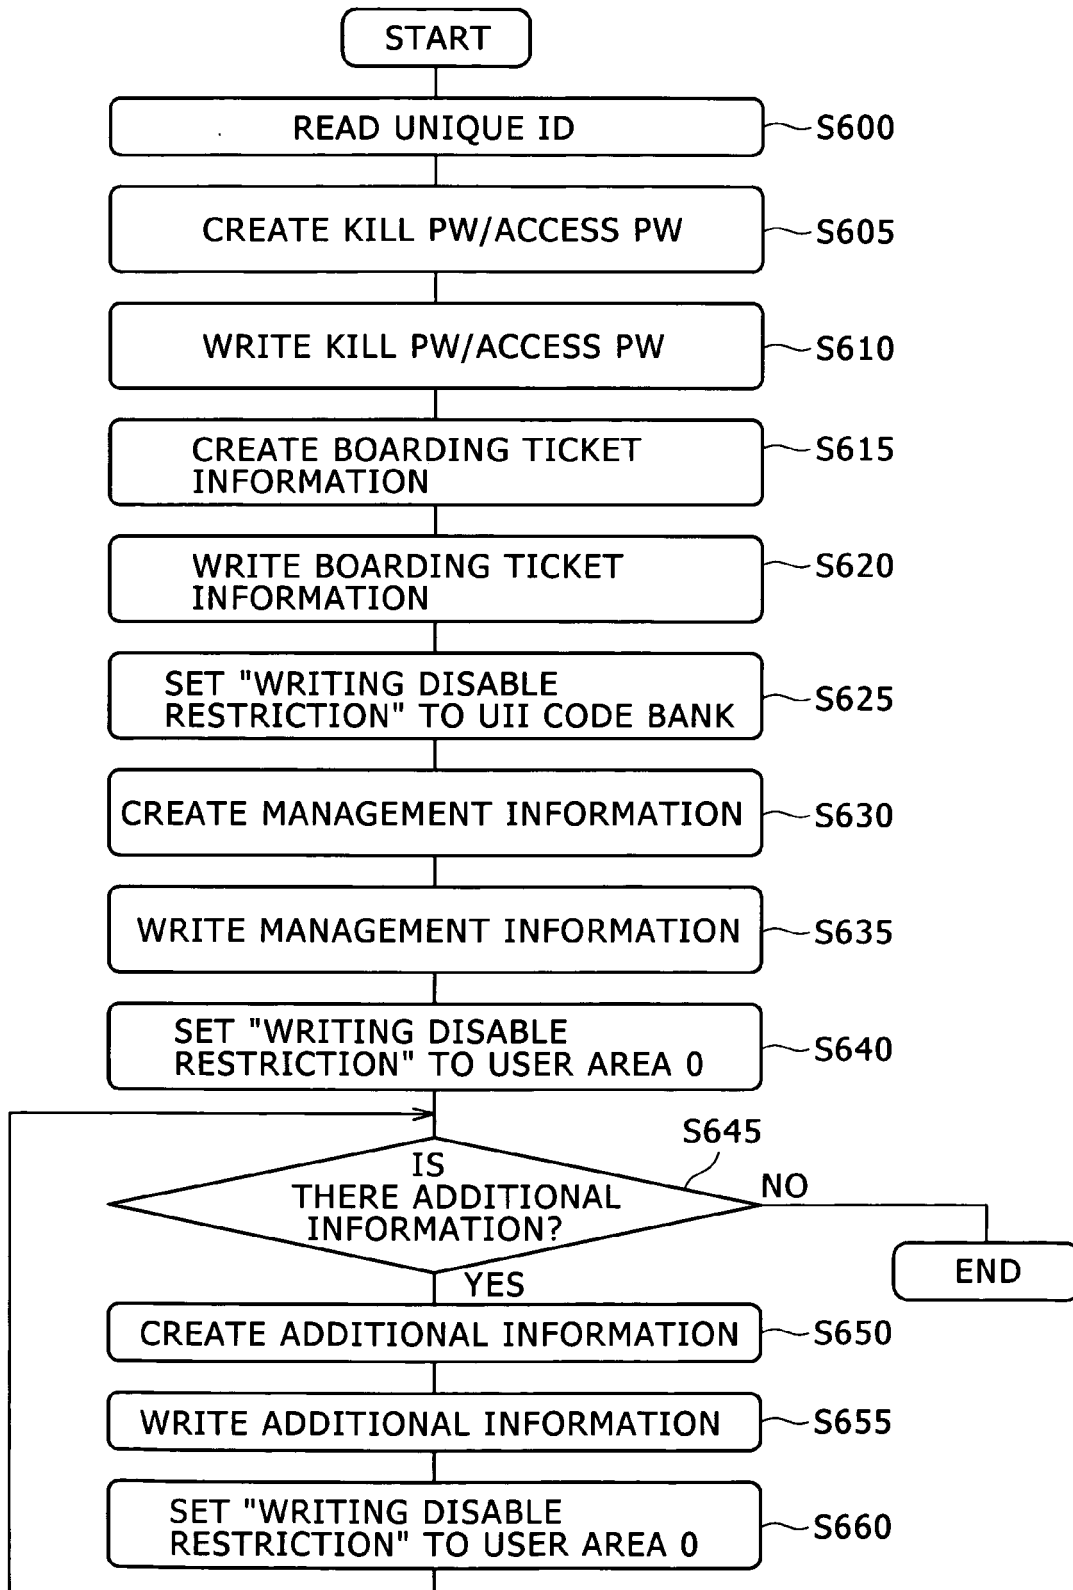 START
READ UNIQUE ID
S600
CREATE KILL PW/ACCESS PW
S605
WRITE KILL PW/ACCESS PW
S610
CREATE BOARDING TICKET
INFORMATION
S615
WRITE BOARDING TICKET
INFORMATION
S620
SET "WRITING DISABLE
RESTRICTION" TO UII CODE BANK
S625
CREATE MANAGEMENT INFORMATION
S630
WRITE MANAGEMENT INFORMATION
S635
SET "WRITING DISABLE
RESTRICTION" TO USER AREA 0
S640
S645
IS
THERE ADDITIONAL
INFORMATION?
NO
END
YES
CREATE ADDITIONAL INFORMATION
S650
WRITE ADDITIONAL INFORMATION
S655
SET "WRITING DISABLE
RESTRICTION" TO USER AREA 0
S660